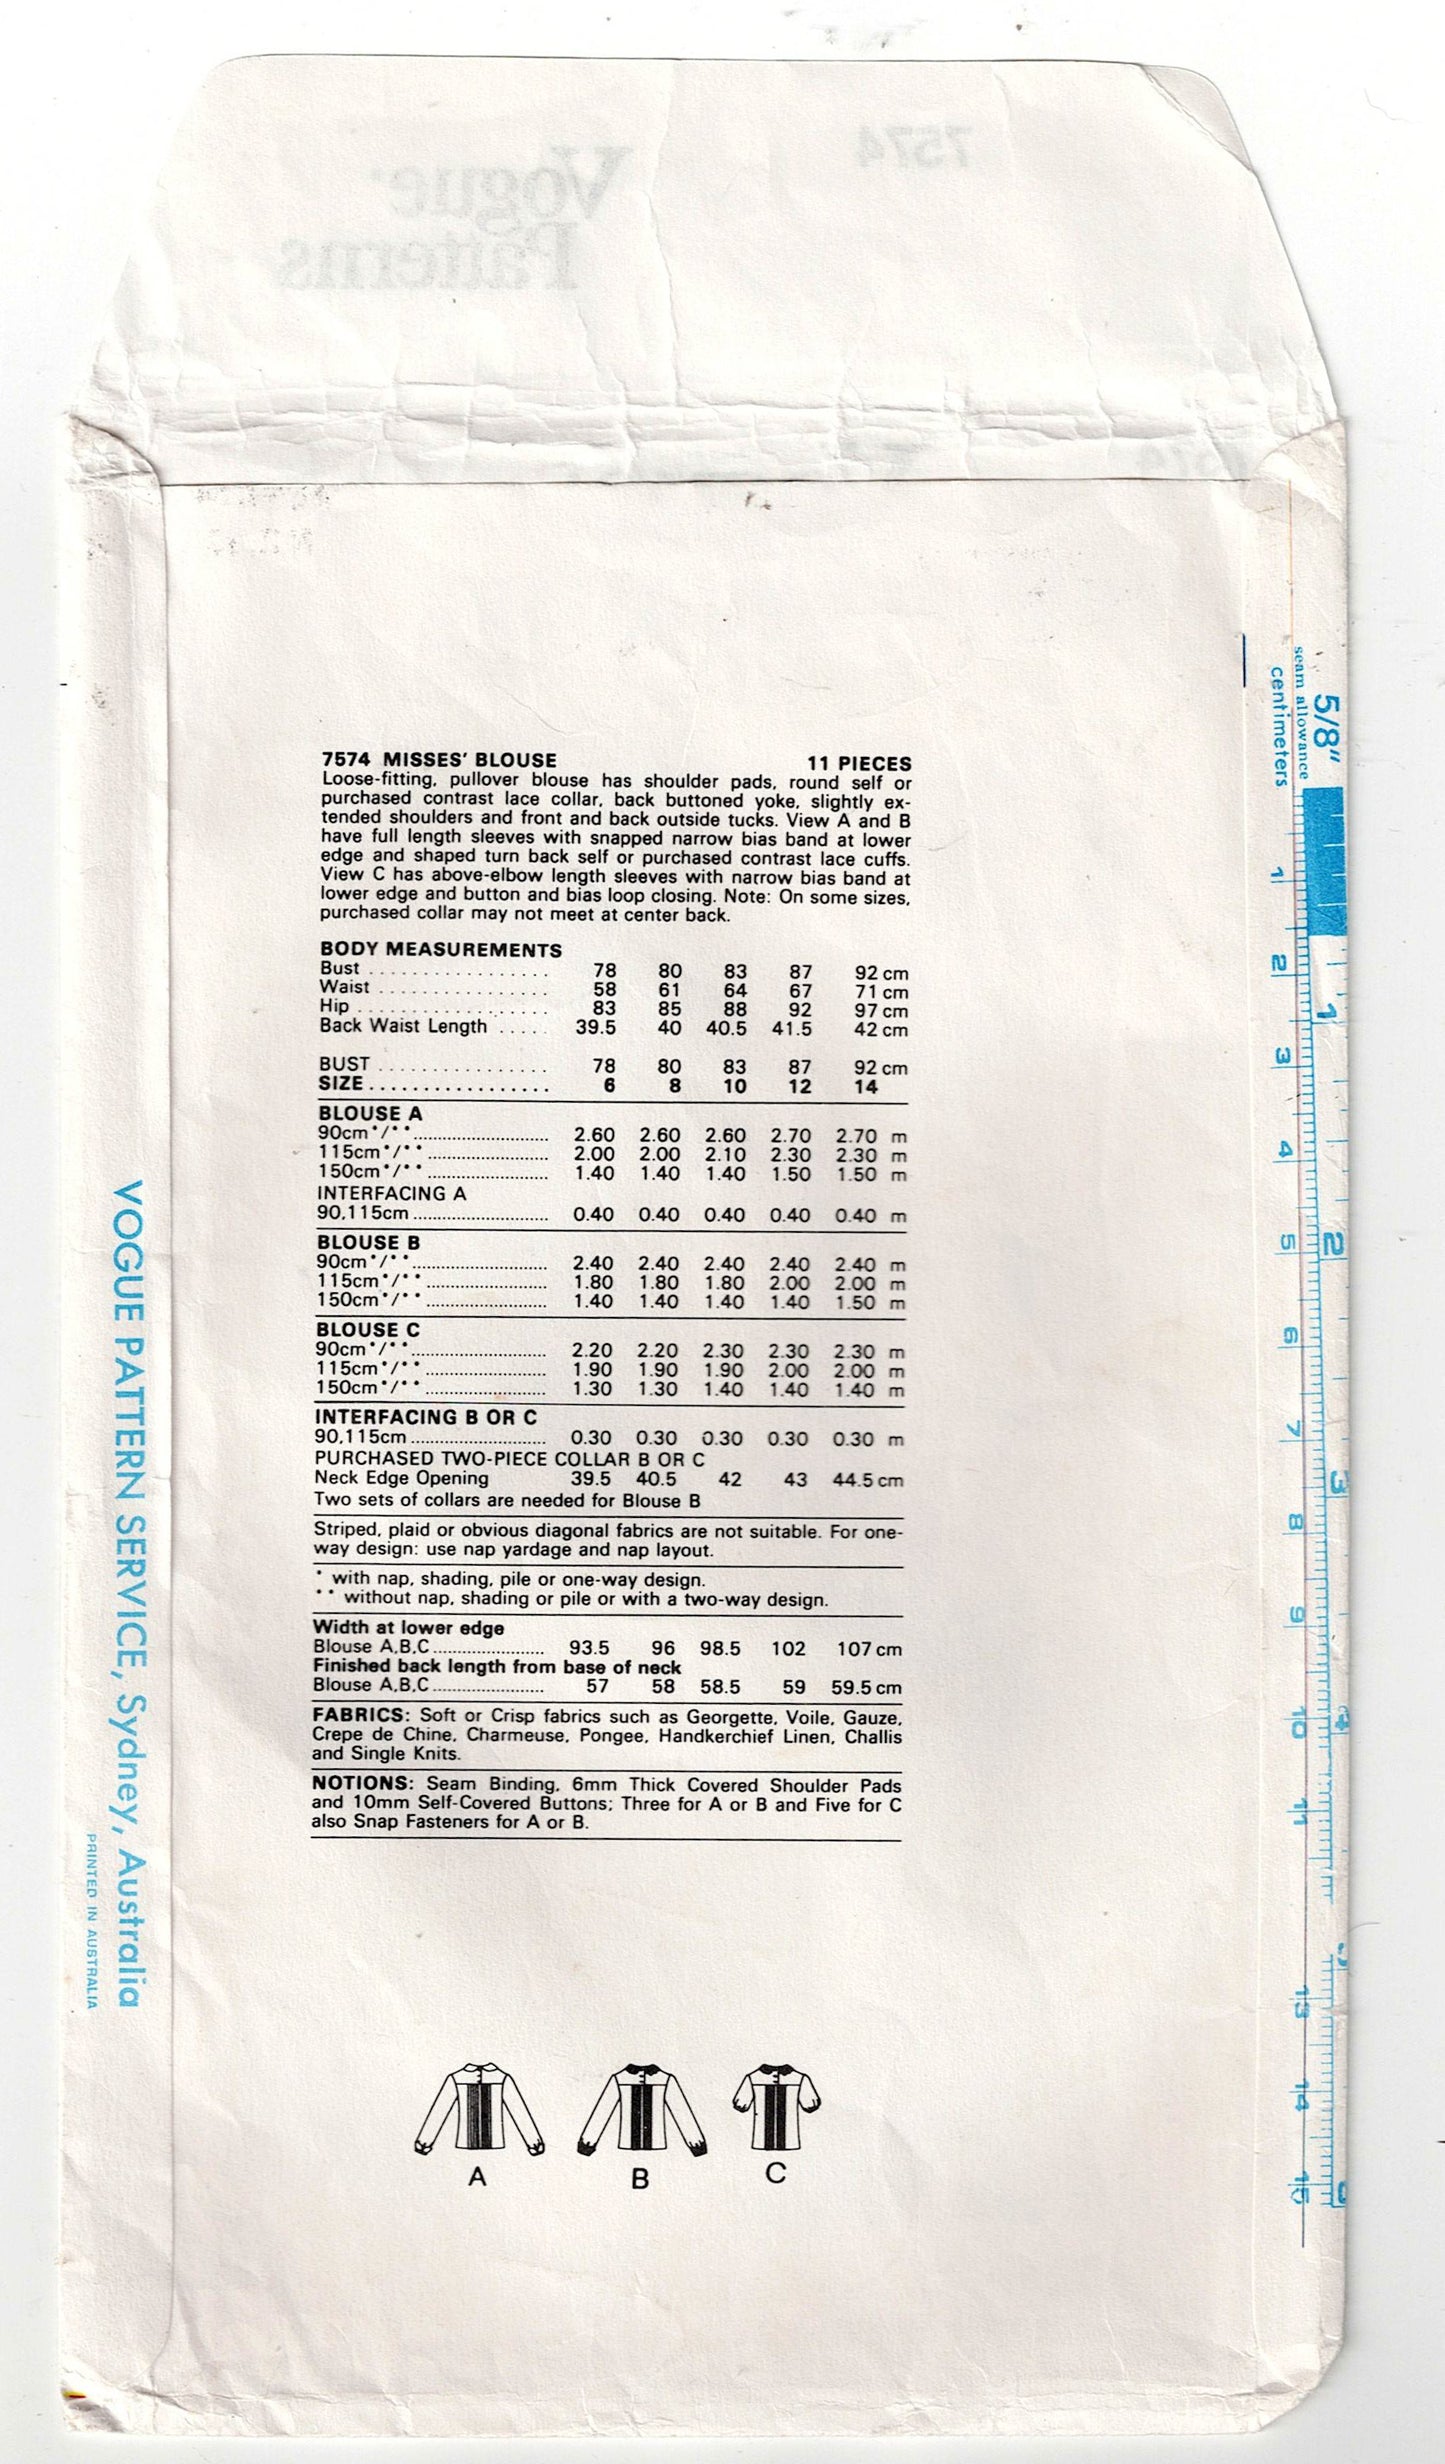 7574
Vogue
Patterns
7574 MISSES' BLOUSE 11 PIECES
Loose-fitting, pullover blouse has shoulder pads, round self or
purchased contrast lace collar, back buttoned yoke, slightly ex-
tended shoulders and front and back outside tucks. View A and B
have full length sleeves with snapped narrow bias band at lower
edge and shaped turn back self or purchased contrast lace cuffs.
View C has above-elbow length sleeves with narrow bias band at
lower edge and button and bias loop closing. Note: On some sizes,
purchased collar may not meet at center back.
BODY MEASUREMENTS
Bust ................. 78 80 83 87 92 cm
Waist ................ 58 61 64 67 71 cm
Hip .................. 83 85 88 92 97 cm
Back Waist Length ..... 39.5 40 40.5 41.5 42 cm
BUST ................ 78 80 83 87 92 cm
SIZE ................. 6 8 10 12 14
BLOUSE A
90cm*/** ........................... 2.60 2.60 2.60 2.70 2.70 m
115cm*/** ......................... 2.00 2.00 2.10 2.30 2.30 m
150cm*/** ......................... 1.40 1.40 1.40 1.50 1.50 m
INTERFACING A
90,115cm ........................... 0.40 0.40 0.40 0.40 0.40 m
BLOUSE B
90cm*/** ........................... 2.40 2.40 2.40 2.40 2.40 m
115cm*/** ......................... 1.80 1.80 1.80 2.00 2.00 m
150cm*/** ......................... 1.40 1.40 1.40 1.40 1.50 m
BLOUSE C
90cm*/** ........................... 2.20 2.20 2.30 2.30 2.30 m
115cm*/** ......................... 1.90 1.90 1.90 2.00 2.00 m
150cm*/** ......................... 1.30 1.30 1.40 1.40 1.40 m
INTERFACING B OR C
90,115cm ........................... 0.30 0.30 0.30 0.30 0.30 m
PURCHASED TWO-PIECE COLLAR B OR C
Neck Edge Opening 39.5 40.5 42 43 44.5 cm
Two sets of collars are needed for Blouse B
Striped, plaid or obvious diagonal fabrics are not suitable. For one-
way design: use nap yardage and nap layout.
* with nap, shading, pile or one-way design.
** without nap, shading or pile or with a two-way design.
Width at lower edge
Blouse A,B,C ...................... 93.5 96 98.5 102 107 cm
Finished back length from base of neck
Blouse A,B,C ...................... 57 58 58.5 59 59.5 cm
FABRICS: Soft or Crisp fabrics such as Georgette, Voile, Gauze,
Crepe de Chine, Charmeuse, Pongee, Handkerchief Linen, Challis
and Single Knits.
NOTIONS: Seam Binding, 6mm Thick Covered Shoulder Pads
and 10mm Self-Covered Buttons; Three for A or B and Five for C
also Snap Fasteners for A or B.
A B C
VOGUE PATTERN SERVICE, Sydney, Australia
PRINTED IN AUSTRALIA
5/8"
seam allowance
centimeters
1 2 3 4 5 6 7 8 9 10 11 13 14 15
1 2 3 4